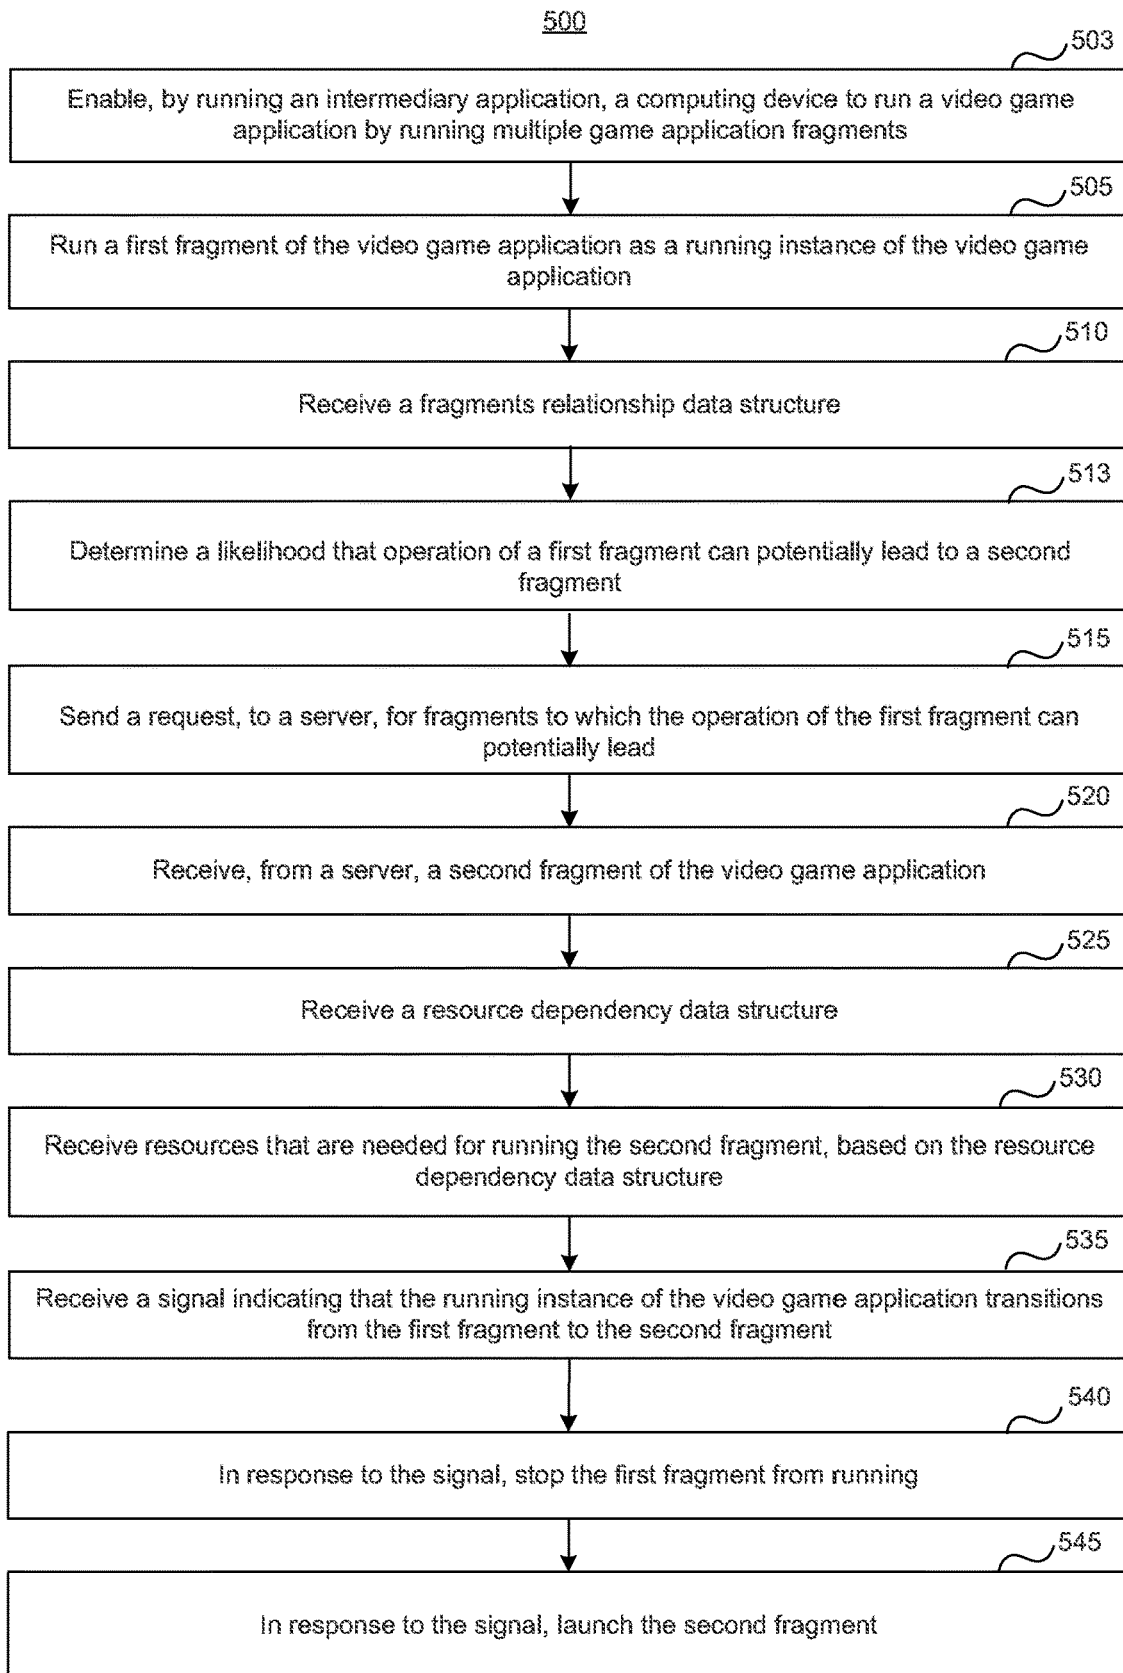 500
503
Enable, by running an intermediary application, a computing device to run a video game
application by running multiple game application fragments
505
Run a first fragment of the video game application as a running instance of the video game
application
510
Receive a fragments relationship data structure
513
Determine a likelihood that operation of a first fragment can potentially lead to a second
fragment
515
Send a request, to a server, for fragments to which the operation of the first fragment can
potentially lead
520
Receive, from a server, a second fragment of the video game application
525
Receive a resource dependency data structure
530
Receive resources that are needed for running the second fragment, based on the resource
dependency data structure
535
Receive a signal indicating that the running instance of the video game application transitions
from the first fragment to the second fragment
540
In response to the signal, stop the first fragment from running
545
In response to the signal, launch the second fragment